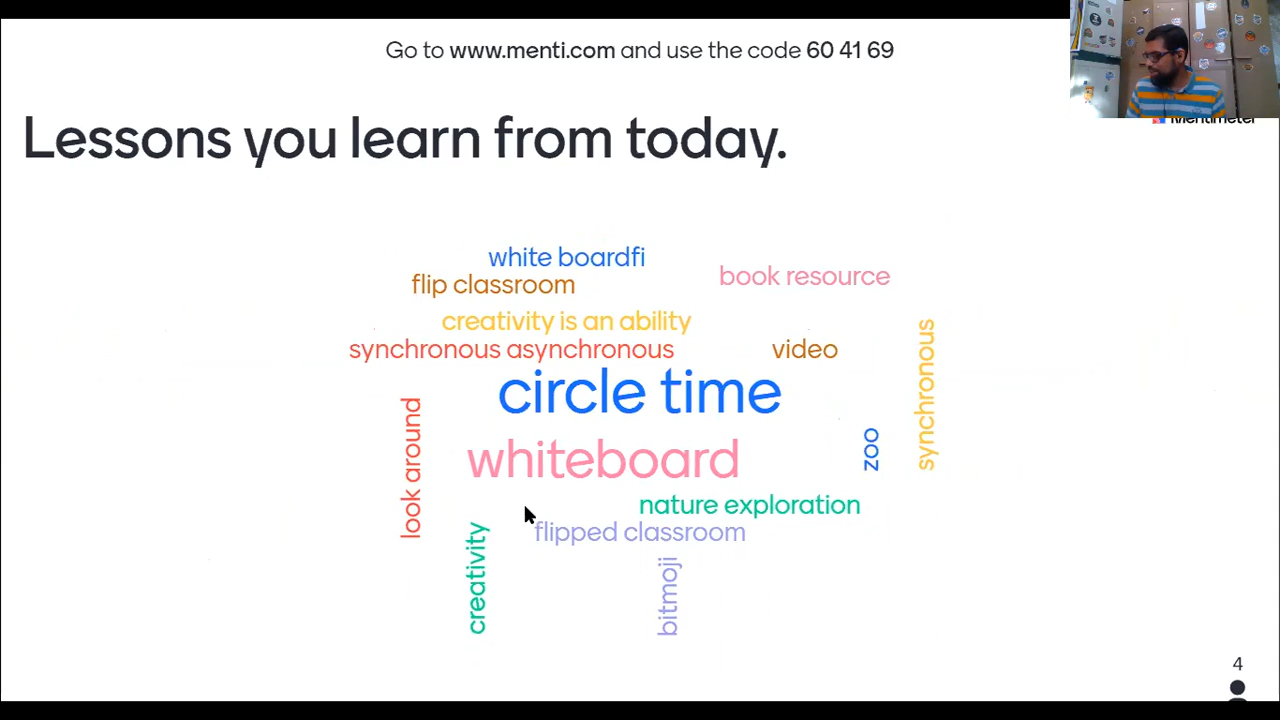 Go to www.menti.com and use the code 60 41 69
Mentimeter
Lessons you learn from today.
white boardfi
book resource
flip classroom
creativity is an ability
synchronous asynchronous
video
synchronous
circle time
look around
whiteboard
zoo
nature exploration
flipped classroom
creativity
bitmoji
4